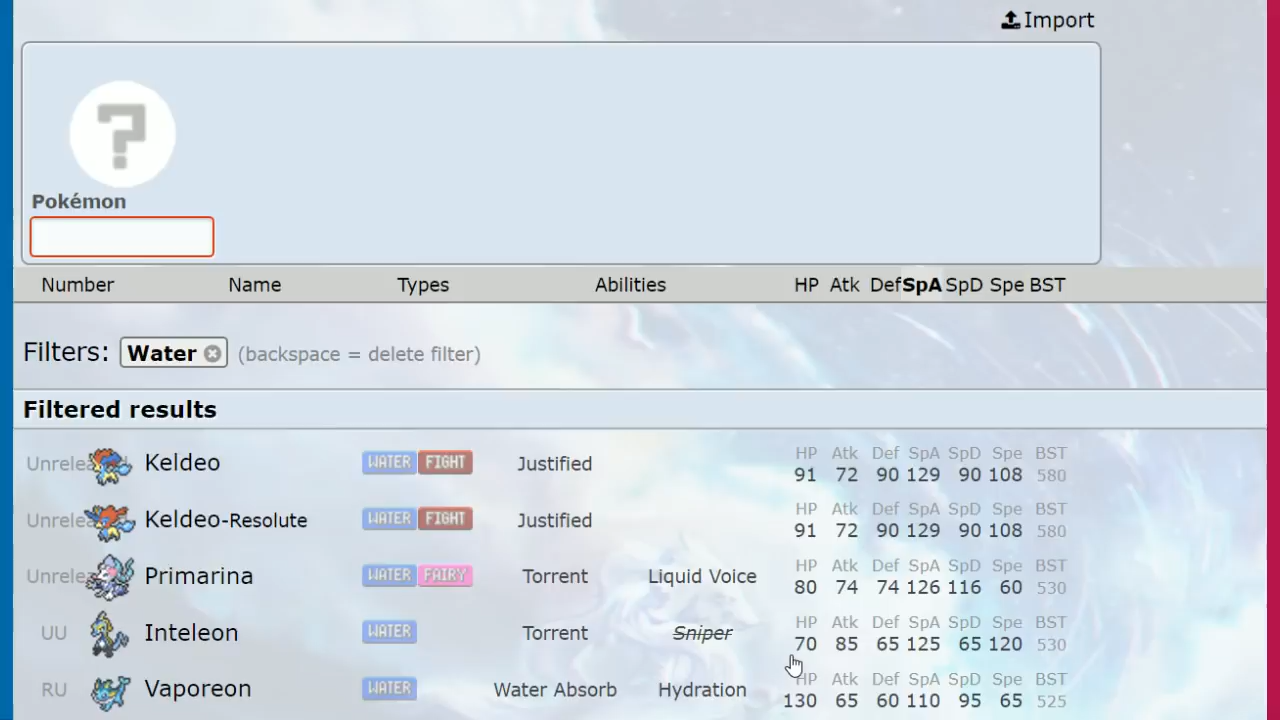 Import
?
Pokémon
Number Name Types Abilities HP Atk Def SpA SpD Spe BST
Filters: Water (backspace = delete filter)
Filtered results
Unrelea Keldeo WATER FIGHT Justified HP 91 Atk 72 Def 90 SpA 129 SpD 90 Spe 108 BST 580
Unrelea Keldeo-Resolute WATER FIGHT Justified HP 91 Atk 72 Def 90 SpA 129 SpD 90 Spe 108 BST 580
Unrelea Primarina WATER FAIRY Torrent Liquid Voice HP 80 Atk 74 Def 74 SpA 126 SpD 116 Spe 60 BST 530
UU Inteleon WATER Torrent Sniper HP 70 Atk 85 Def 65 SpA 125 SpD 65 Spe 120 BST 530
RU Vaporeon WATER Water Absorb Hydration HP 130 Atk 65 Def 60 SpA 110 SpD 95 Spe 65 BST 525